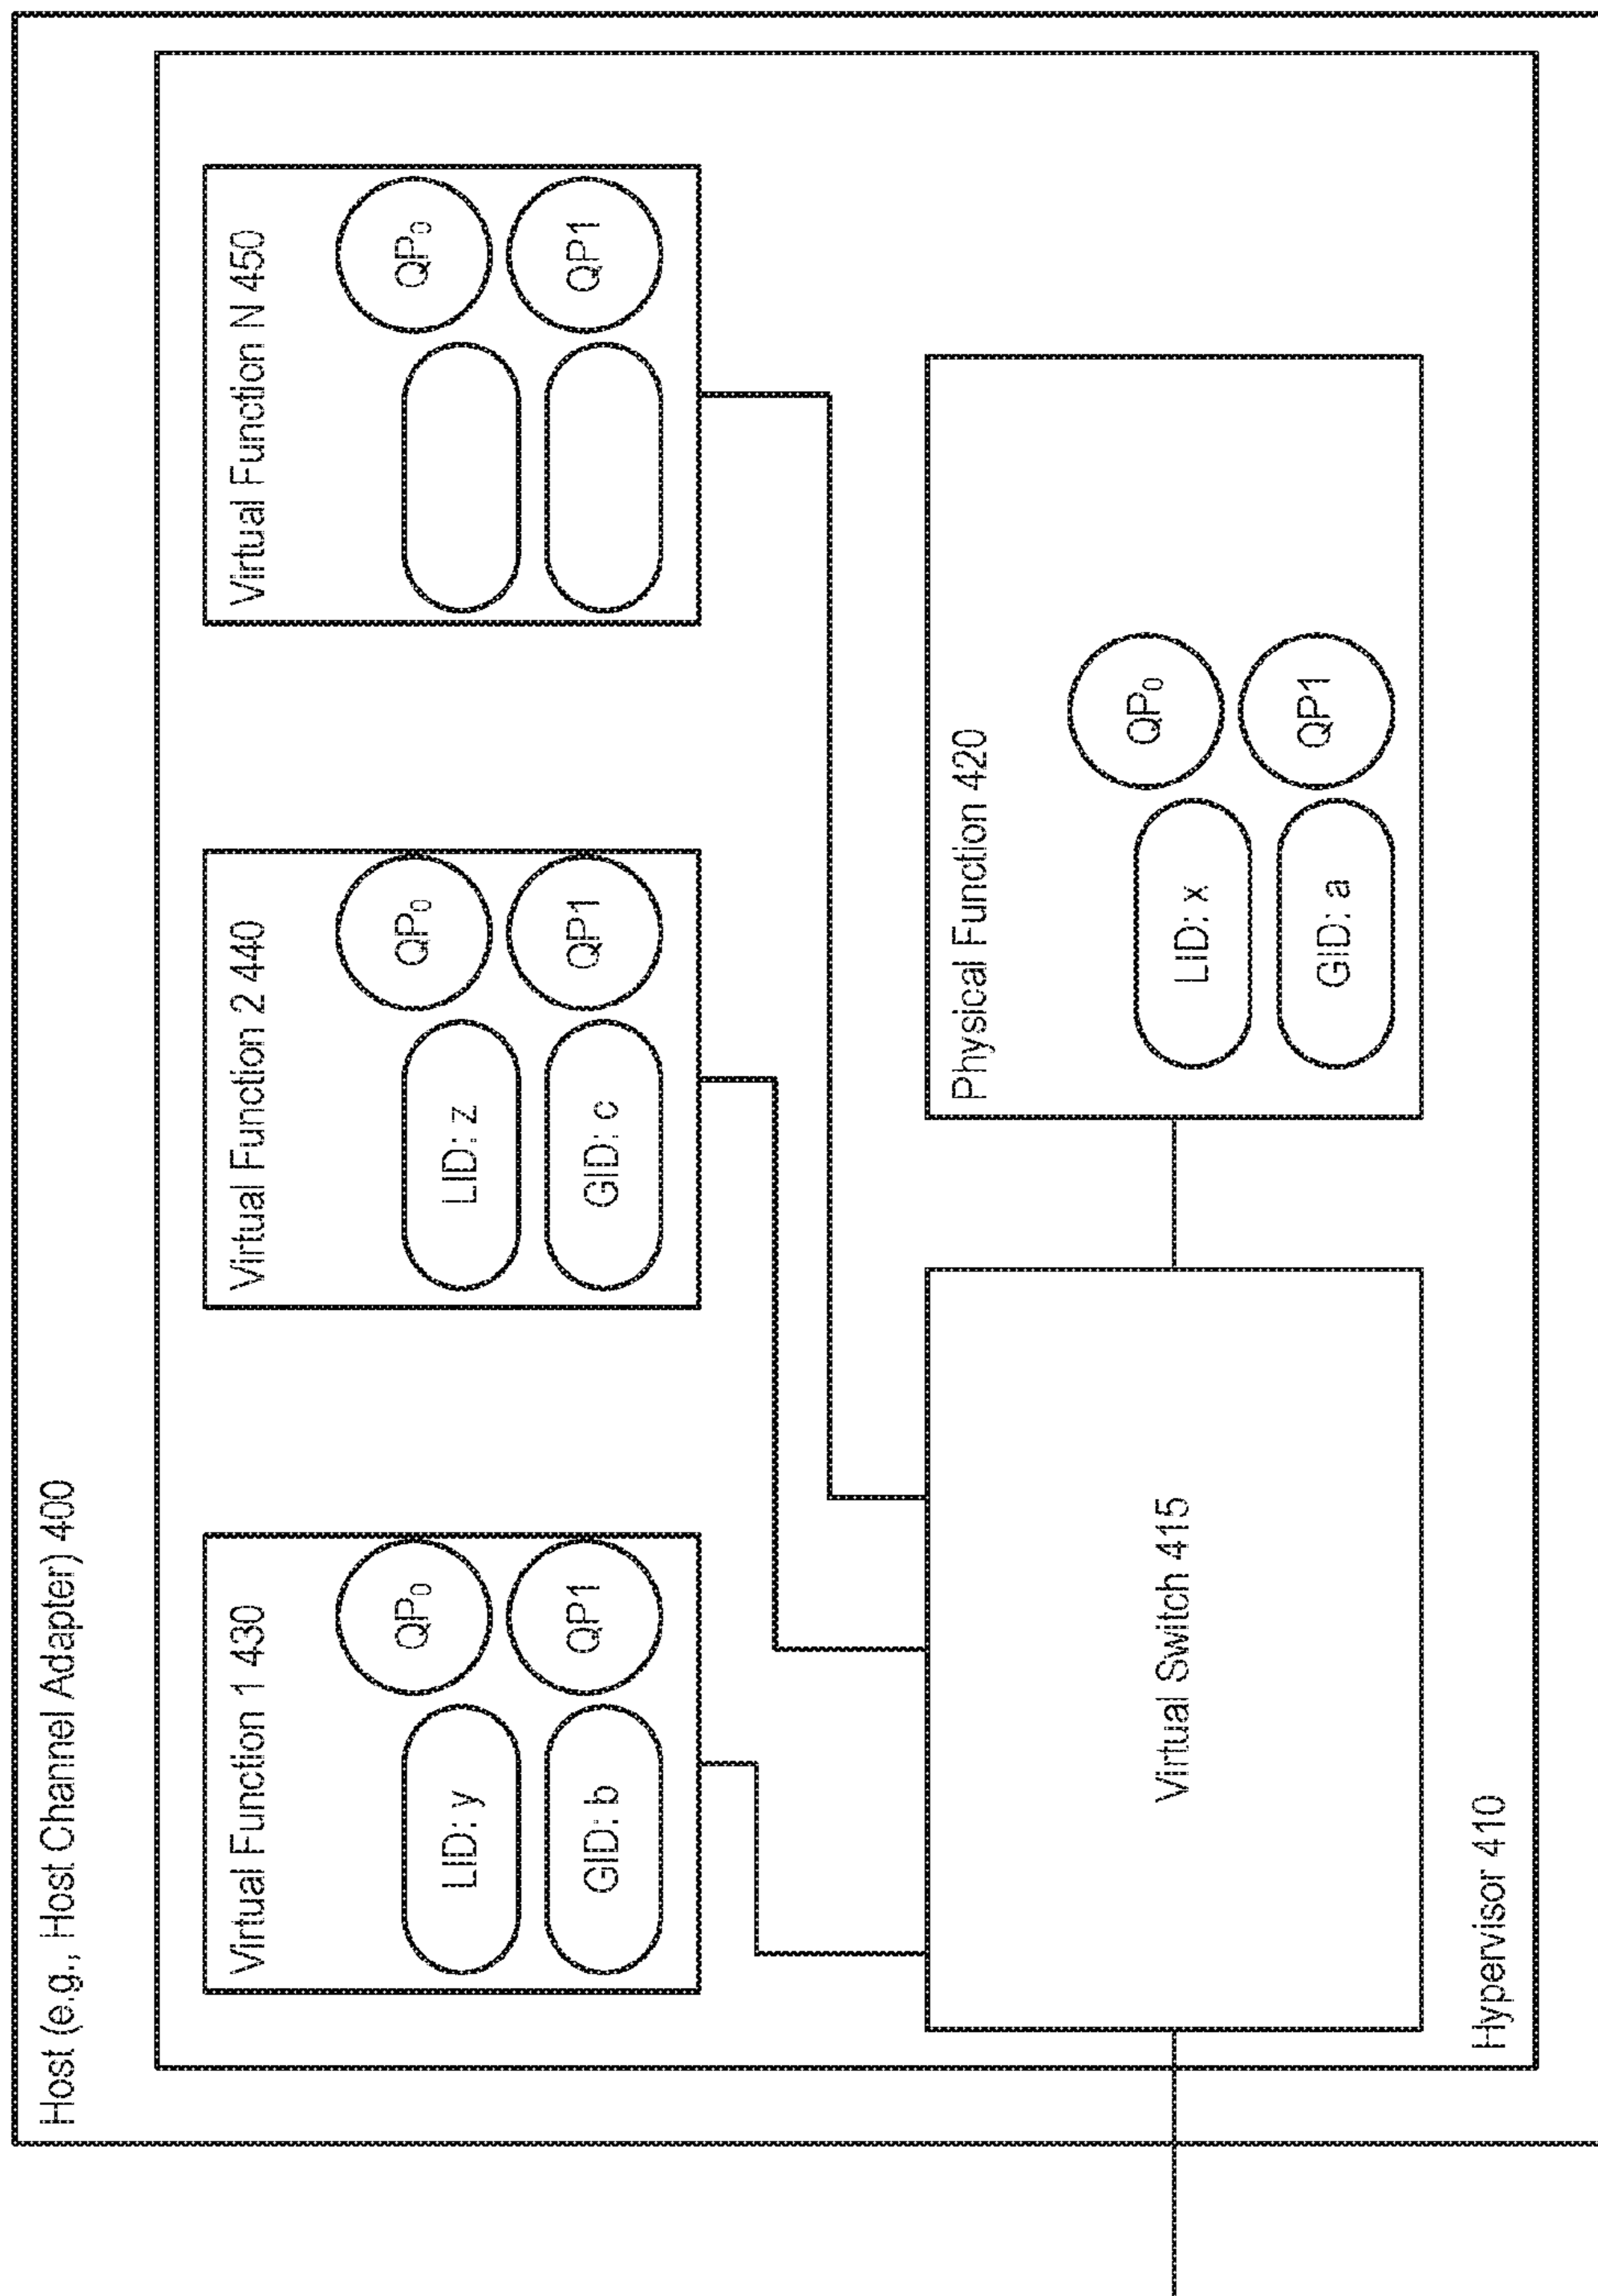 Host (e.g., Host Channel Adapter) 400
Virtual Function 1 430
QP0
LID: y
QP1
GID: b
Virtual Function 2 440
QP0
LID: z
QP1
GID: c
Virtual Function N 450
QP0
QP1
Virtual Switch 415
Physical Function 420
QP0
LID: x
QP1
GID: a
Hypervisor 410